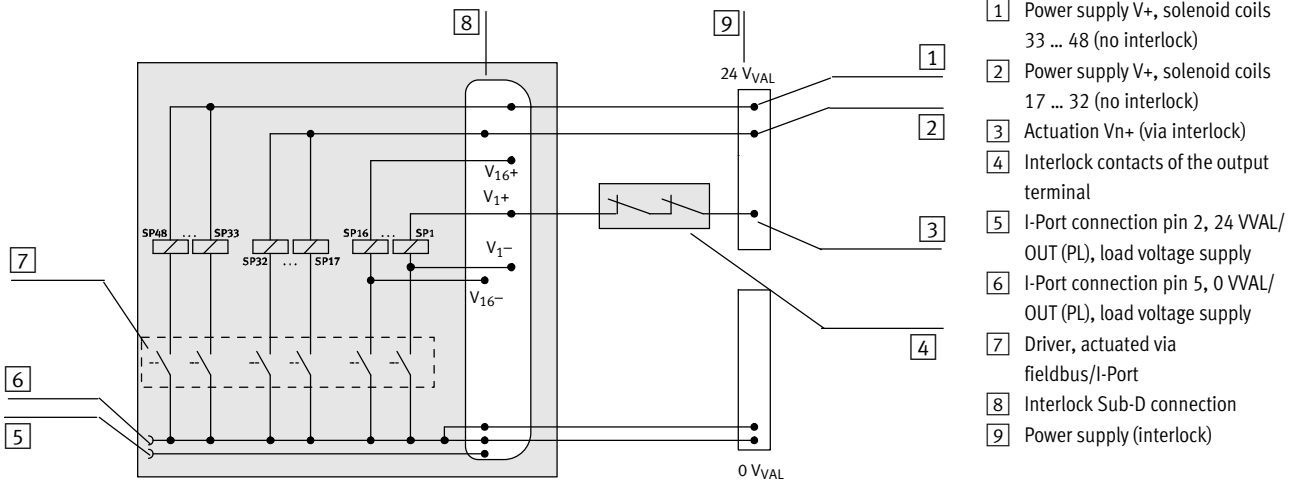 8
9
1
24 VVAL
2
V16+
V1+
SP48 ... SP33
SP16 ... SP1
SP32 ... SP17
V1–
3
7
V16–
4
6
5
0 VVAL
1 Power supply V+, solenoid coils
33 ... 48 (no interlock)
2 Power supply V+, solenoid coils
17 ... 32 (no interlock)
3 Actuation Vn+ (via interlock)
4 Interlock contacts of the output
terminal
5 I-Port connection pin 2, 24 VVAL/
OUT (PL), load voltage supply
6 I-Port connection pin 5, 0 VVAL/
OUT (PL), load voltage supply
7 Driver, actuated via
fieldbus/I-Port
8 Interlock Sub-D connection
9 Power supply (interlock)